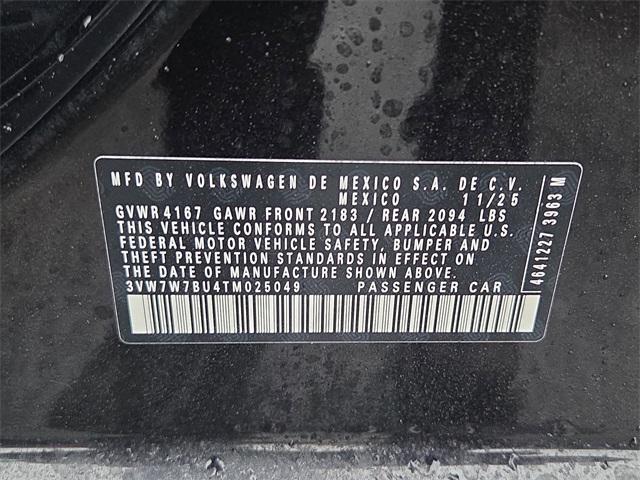 MFD BY VOLKSWAGEN DE MEXICO S.A. DE C.V.
MEXICO 11/25
GVWR 4167 GAWR FRONT 2183 / REAR 2094 LBS
THIS VEHICLE CONFORMS TO ALL APPLICABLE U.S.
FEDERAL MOTOR VEHICLE SAFETY, BUMPER AND
THEFT PREVENTION STANDARDS IN EFFECT ON
THE DATE OF MANUFACTURE SHOWN ABOVE.
3VW7W7BU4TM025049 PASSENGER CAR
4641227 3963 M